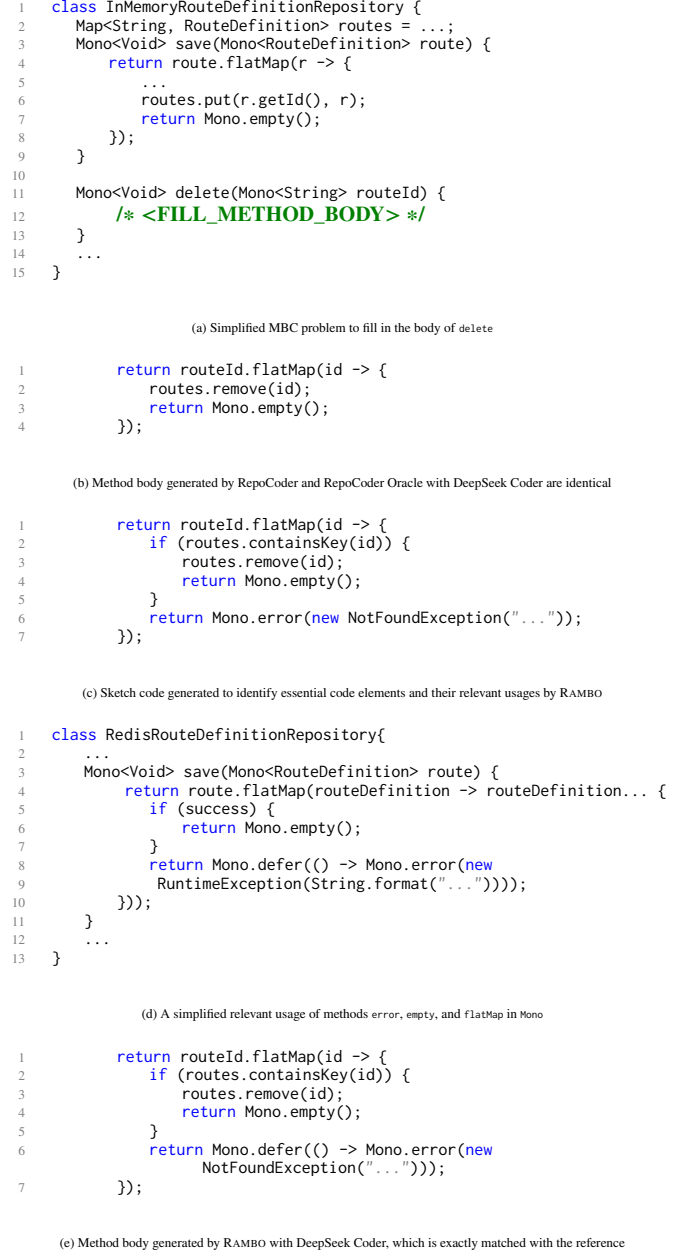 1 class InMemoryRouteDefinitionRepository {
2 Map<String, RouteDefinition> routes = ...;
3 Mono<Void> save(Mono<RouteDefinition> route) {
4 return route.flatMap(r -> {
5 ...
6 routes.put(r.getId(), r);
7 return Mono.empty();
8 });
9 }
10
11 Mono<Void> delete(Mono<String> routeId) {
12 /* <FILL_METHOD_BODY> */
13 }
14 ...
15 }
(a) Simplified MBC problem to fill in the body of delete
1 return routeId.flatMap(id -> {
2 routes.remove(id);
3 return Mono.empty();
4 });
(b) Method body generated by RepoCoder and RepoCoder Oracle with DeepSeek Coder are identical
1 return routeId.flatMap(id -> {
2 if (routes.containsKey(id)) {
3 routes.remove(id);
4 return Mono.empty();
5 }
6 return Mono.error(new NotFoundException("..."));
7 });
(c) Sketch code generated to identify essential code elements and their relevant usages by RAMBO
1 class RedisRouteDefinitionRepository{
2 ...
3 Mono<Void> save(Mono<RouteDefinition> route) {
4 return route.flatMap(routeDefinition -> routeDefinition... {
5 if (success) {
6 return Mono.empty();
7 }
8 return Mono.defer(() -> Mono.error(new
9 RuntimeException(String.format("..."))));
10 }));
11 }
12 ...
13 }
(d) A simplified relevant usage of methods error, empty, and flatMap in Mono
1 return routeId.flatMap(id -> {
2 if (routes.containsKey(id)) {
3 routes.remove(id);
4 return Mono.empty();
5 }
6 return Mono.defer(() -> Mono.error(new
NotFoundException("...")));
7 });
(e) Method body generated by RAMBO with DeepSeek Coder, which is exactly matched with the reference